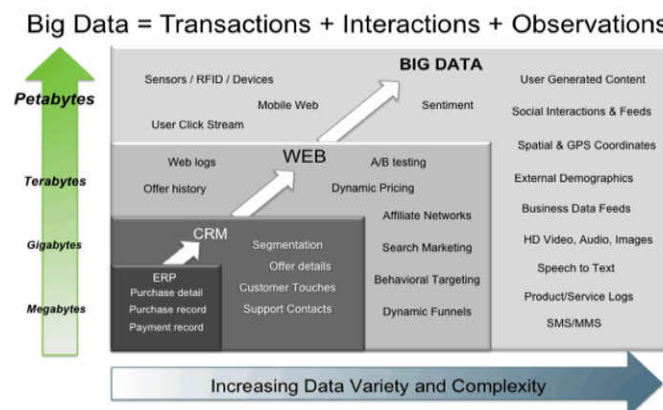 Big Data = Transactions + Interactions + Observations
BIG DATA
Sensors / RFID / Devices
User Generated Content
Petabytes
Mobile Web
Sentiment
Social Interactions & Feeds
User Click Stream
Spatial & GPS Coordinates
WEB
Web logs
A/B testing
Terabytes
External Demographics
Offer history
Dynamic Pricing
Business Data Feeds
Affiliate Networks
CRM
Gigabytes
Segmentation
Search Marketing
HD Video, Audio, Images
Offer details
Speech to Text
ERP
Customer Touches
Behavioral Targeting
Purchase detail
Product/Service Logs
Megabytes
Purchase record
Support Contacts
Dynamic Funnels
SMS/MMS
Payment record
Increasing Data Variety and Complexity